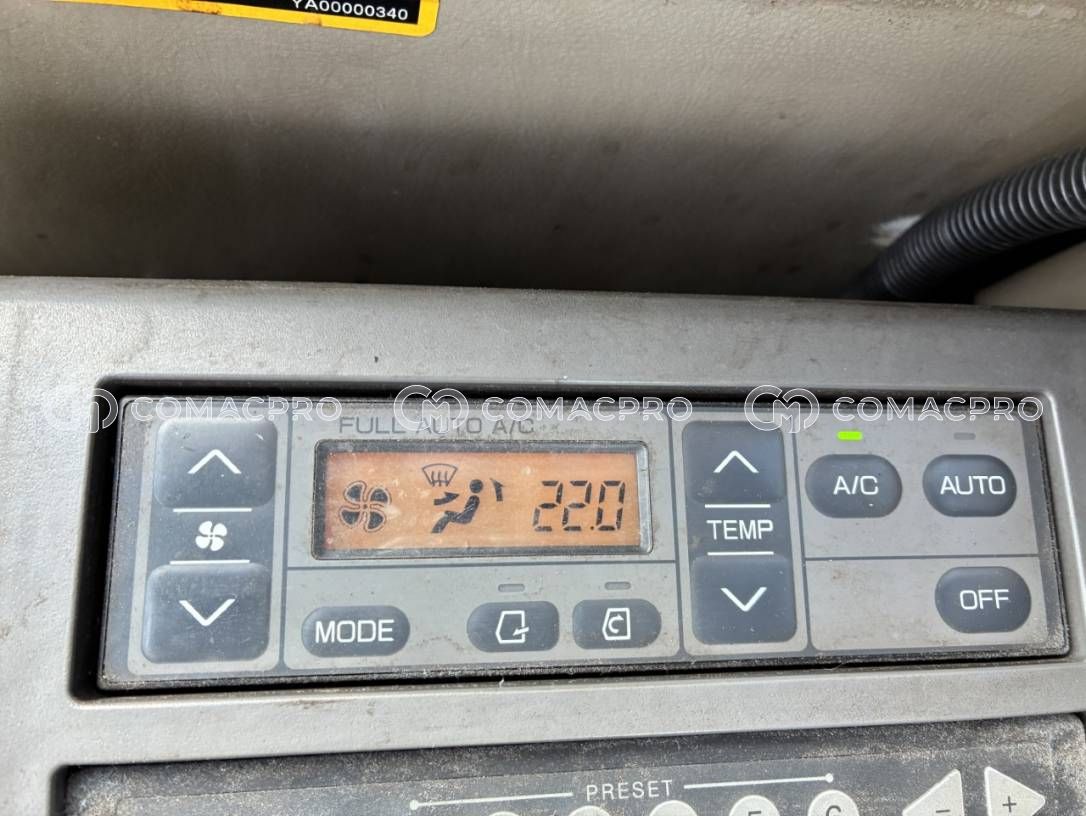 YA00000340
COMACPRO COMACPRO COMACPRO
FULL AUTO A/C
22.0
TEMP
A/C
AUTO
MODE
OFF
PRESET
- +